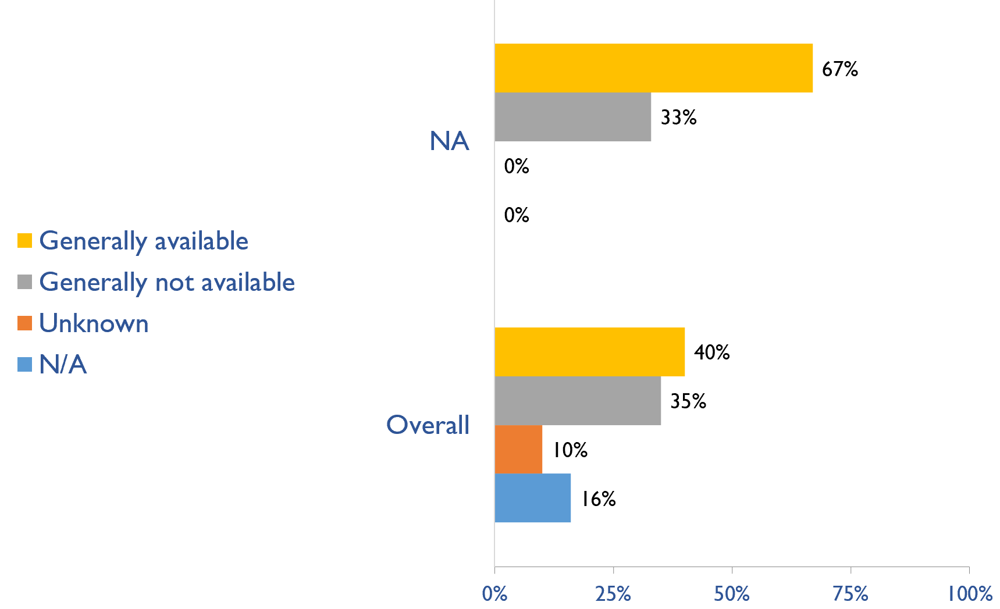 67%
33%
NA
0%
0%
Generally available
Generally not available
Unknown
N/A
40%
35%
Overall
10%
16%
0% 25% 50% 75% 100%